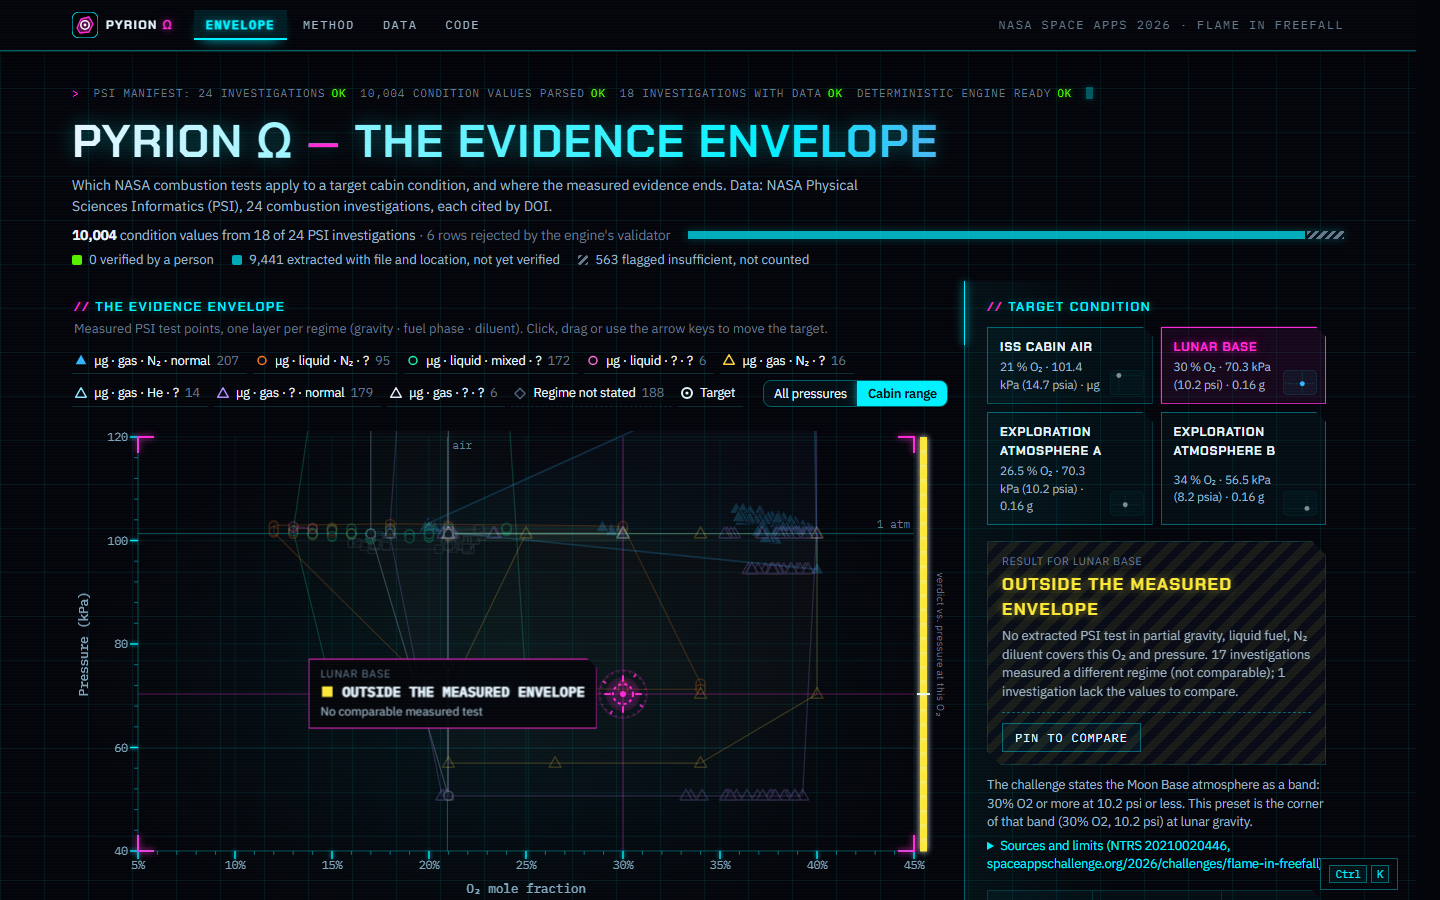 PYRION Ω
ENVELOPE
METHOD
DATA
CODE
NASA SPACE APPS 2026 · FLAME IN FREEFALL
> PSI MANIFEST: 24 INVESTIGATIONS OK 10,004 CONDITION VALUES PARSED OK 18 INVESTIGATIONS WITH DATA OK DETERMINISTIC ENGINE READY OK
PYRION Ω — THE EVIDENCE ENVELOPE
Which NASA combustion tests apply to a target cabin condition, and where the measured evidence ends. Data: NASA Physical
Sciences Informatics (PSI), 24 combustion investigations, each cited by DOI.
10,004 condition values from 18 of 24 PSI investigations · 6 rows rejected by the engine's validator
0 verified by a person 9,441 extracted with file and location, not yet verified 563 flagged insufficient, not counted
// THE EVIDENCE ENVELOPE
Measured PSI test points, one layer per regime (gravity · fuel phase · diluent). Click, drag or use the arrow keys to move the target.
µg · gas · N₂ · normal 207 µg · liquid · N₂ · ? 95 µg · liquid · mixed · ? 172 µg · liquid · ? · ? 6 µg · gas · N₂ · ? 16
µg · gas · He · ? 14 µg · gas · ? · normal 179 µg · gas · ? · ? 6 Regime not stated 188 Target
All pressures Cabin range
120
100
80
60
40
Pressure (kPa)
air
1 atm
LUNAR BASE
OUTSIDE THE MEASURED ENVELOPE
No comparable measured test
verdict vs. pressure at this O₂
5% 10% 15% 20% 25% 30% 35% 40% 45%
O₂ mole fraction
// TARGET CONDITION
ISS CABIN AIR
21 % O₂ · 101.4
kPa (14.7 psia) · µg
LUNAR BASE
30 % O₂ · 70.3 kPa
(10.2 psi) · 0.16 g
EXPLORATION
ATMOSPHERE A
26.5 % O₂ · 70.3
kPa (10.2 psia) ·
0.16 g
EXPLORATION
ATMOSPHERE B
34 % O₂ · 56.5 kPa
(8.2 psia) · 0.16 g
RESULT FOR LUNAR BASE
OUTSIDE THE MEASURED
ENVELOPE
No extracted PSI test in partial gravity, liquid fuel, N₂
diluent covers this O₂ and pressure. 17 investigations
measured a different regime (not comparable); 1
investigation lack the values to compare.
PIN TO COMPARE
The challenge states the Moon Base atmosphere as a band:
30% O2 or more at 10.2 psi or less. This preset is the corner
of that band (30% O2, 10.2 psi) at lunar gravity.
▶ Sources and limits (NTRS 20210020446,
spaceappschallenge.org/2026/challenges/flame-in-freefall
Ctrl K